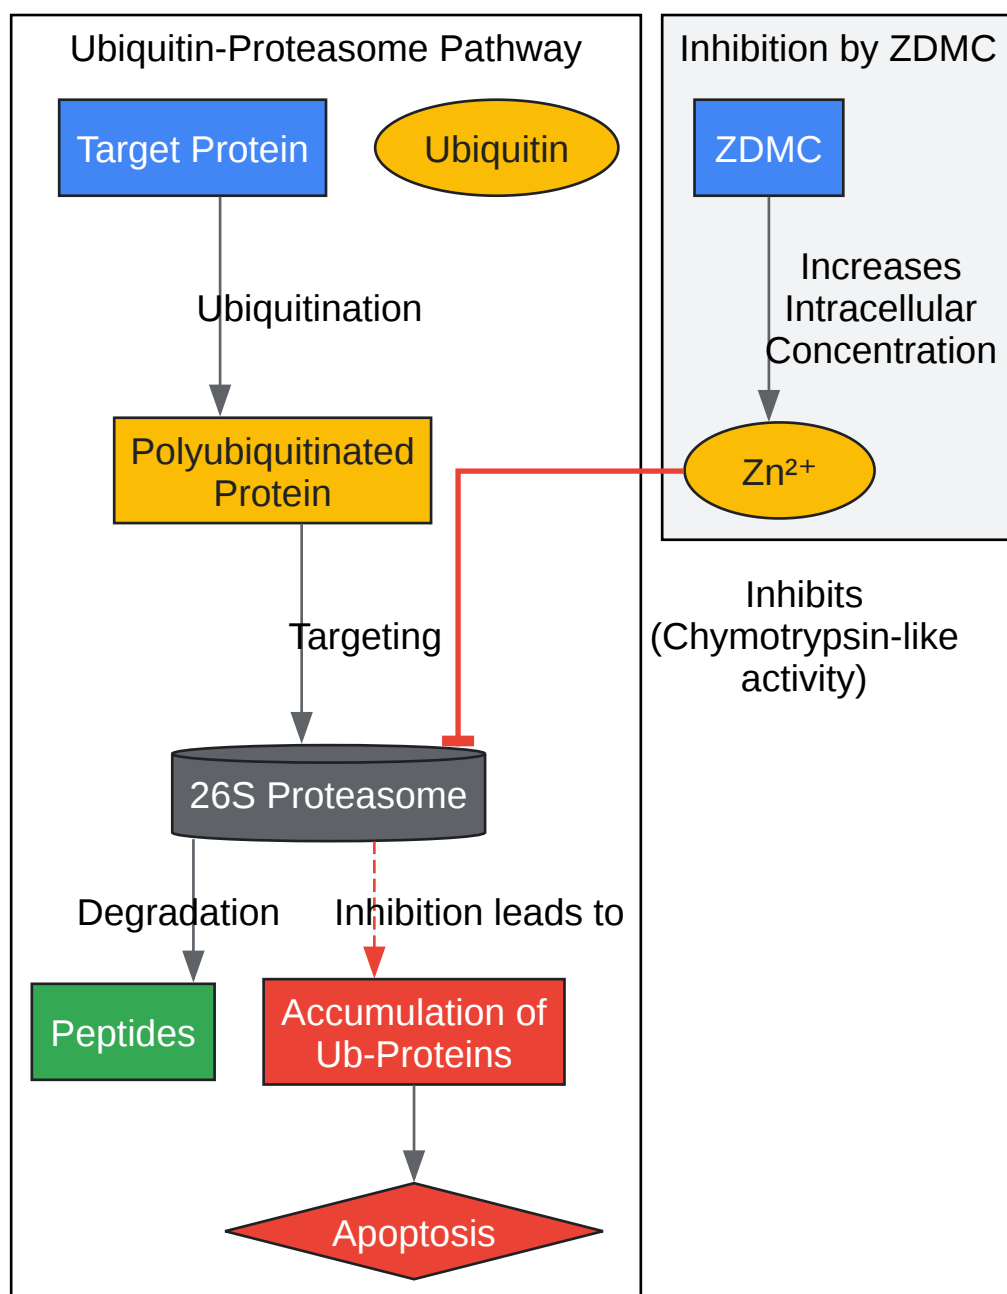 Ubiquitin-Proteasome Pathway
Inhibition by ZDMC
Target Protein
Ubiquitin
ZDMC
Increases
Intracellular
Concentration
Ubiquitination
Polyubiquitinated
Protein
Zn²⁺
Inhibits
(Chymotrypsin-like
activity)
Targeting
26S Proteasome
Degradation
Inhibition leads to
Peptides
Accumulation of
Ub-Proteins
Apoptosis